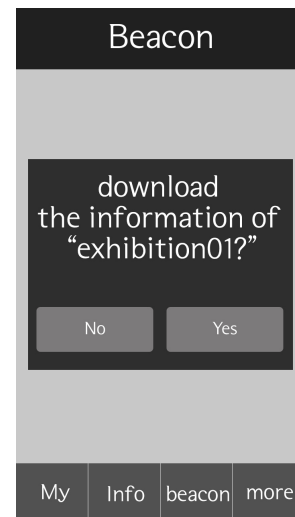 Beacon
download
the information of
“exhibition01?”
No Yes
My Info beacon more